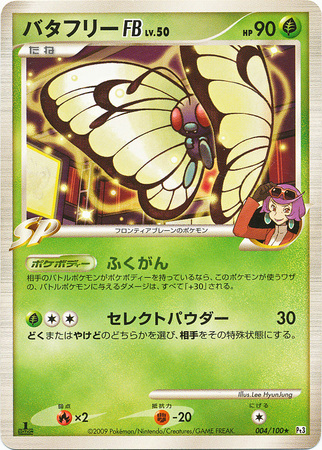 バタフリーFB LV.50 HP 90
たね
フロンティアブレーンのポケモン
SP
ポケボディー ふくがん
相手のバトルポケモンがポケボディーを持っているなら、このポケモンが使うワザの、バトルポケモンに与えるダメージは、すべて「+30」される。
セレクトパウダー 30
どくまたはやけどのどちらかを選び、相手をその特殊状態にする。
Illus.Lee HyunJung
弱点 抵抗力 にげる
×2 -20
1 EDITION ©2009 Pokémon/Nintendo/Creatures/GAME FREAK. 004/100★ Pt3